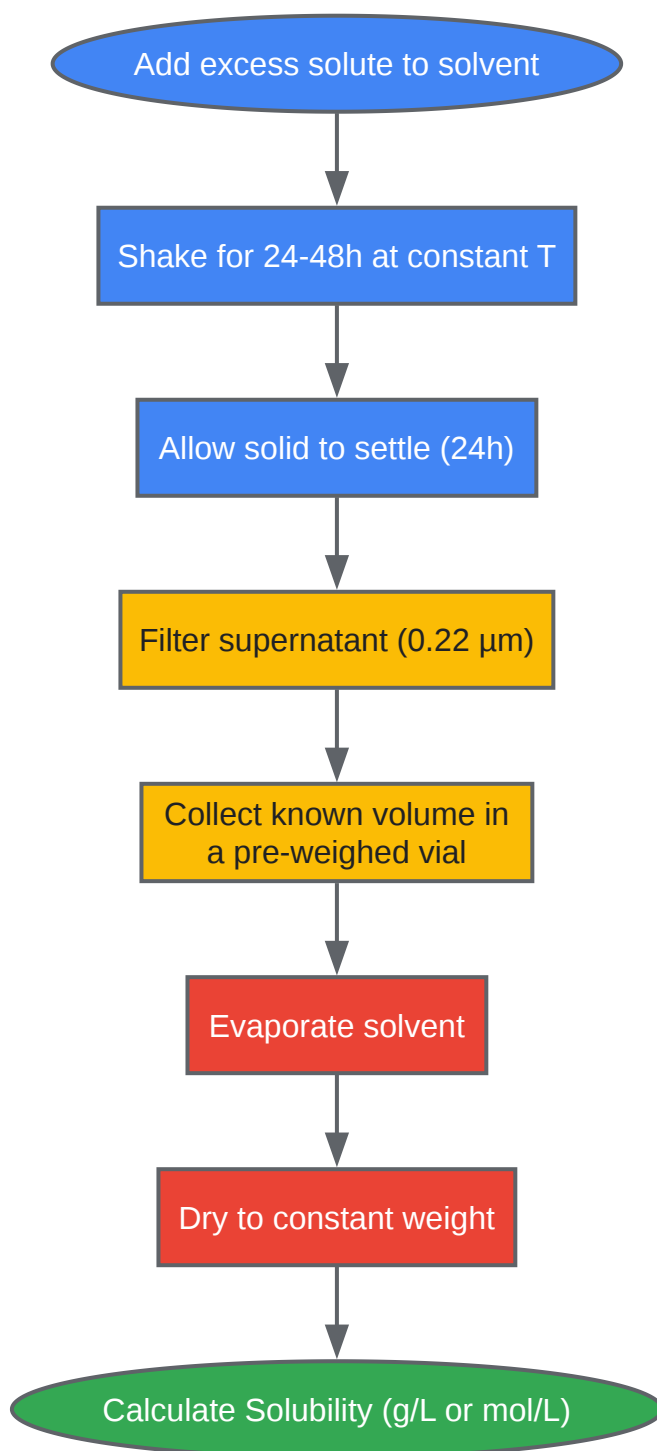 Add excess solute to solvent
Shake for 24-48h at constant T
Allow solid to settle (24h)
Filter supernatant (0.22 µm)
Collect known volume in
a pre-weighed vial
Evaporate solvent
Dry to constant weight
Calculate Solubility (g/L or mol/L)